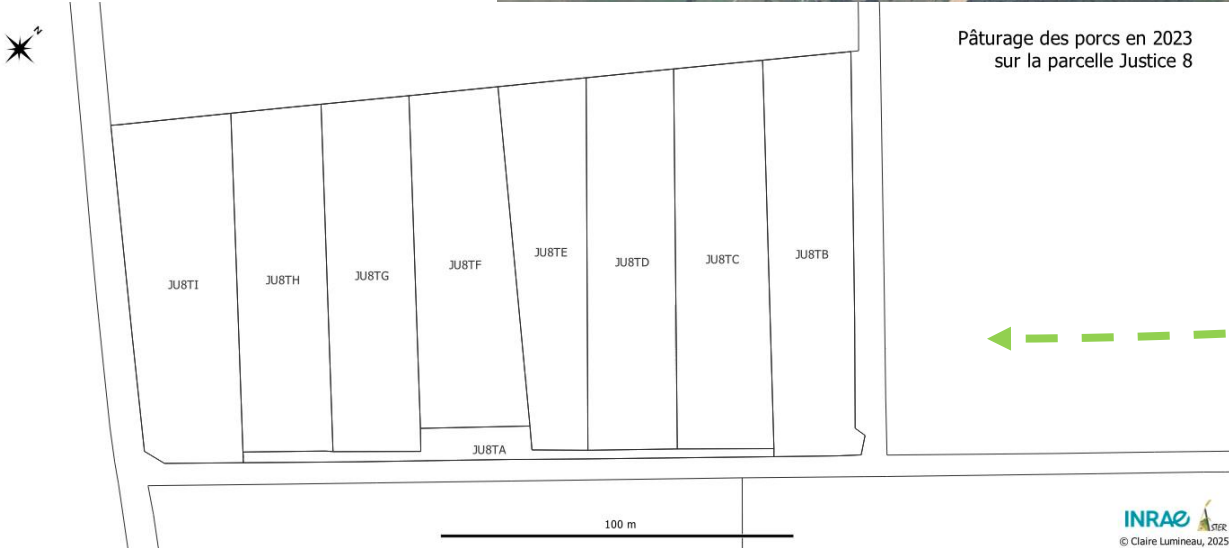 N
Pâturage des porcs en 2023
sur la parcelle Justice 8
JU8TI
JU8TH
JU8TG
JU8TF
JU8TE
JU8TD
JU8TC
JU8TB
JU8TA
100 m
INRAE ASTER
© Claire Lumineau, 2025